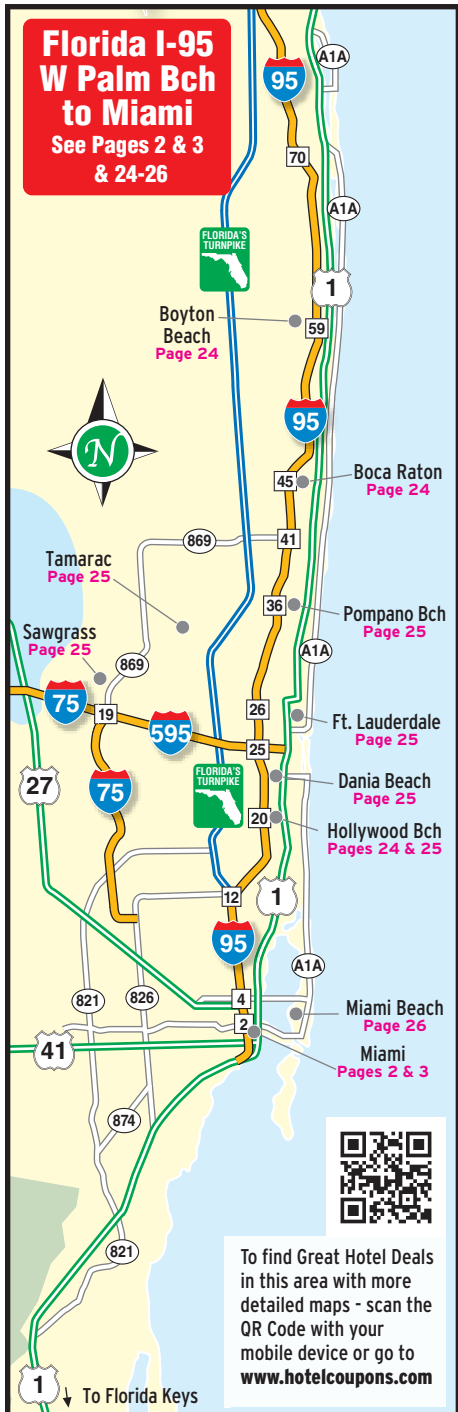 Florida I-95
W Palm Bch
to Miami
See Pages 2 & 3
& 24-26
95
A1A
70
A1A
FLORIDA'S
TURNPIKE
1
Boyton
Beach
Page 24
59
95
N
45
Boca Raton
Page 24
869
41
Tamarac
Page 25
36
Pompano Bch
Page 25
Sawgrass
Page 25
869
A1A
75
19
595
26
Ft. Lauderdale
Page 25
25
27
75
FLORIDA'S
TURNPIKE
Dania Beach
Page 25
20
Hollywood Bch
Pages 24 & 25
12
1
95
A1A
821
826
4
Miami Beach
Page 26
2
41
Miami
Pages 2 & 3
874
821
To find Great Hotel Deals
in this area with more
detailed maps - scan the
QR Code with your
mobile device or go to
www.hotelcoupons.com
1
To Florida Keys